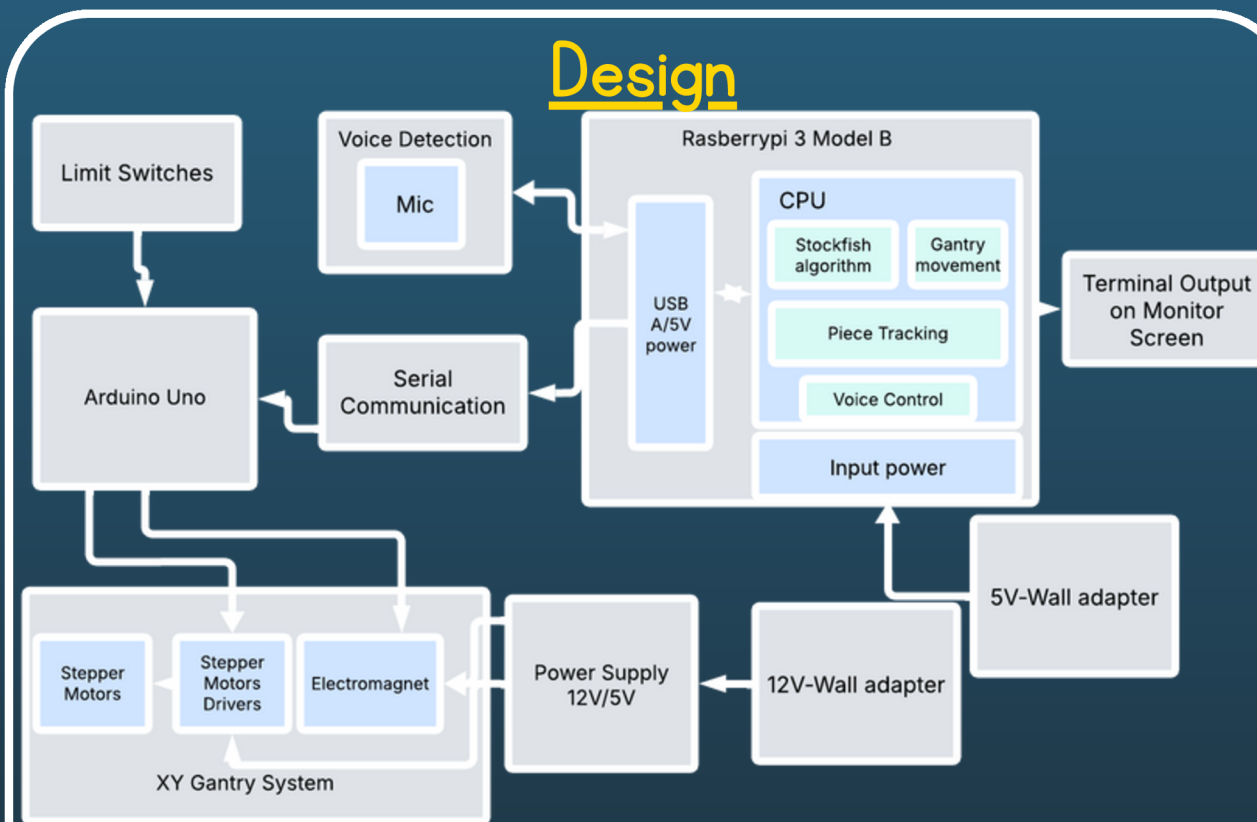 Design
Limit Switches
Voice Detection
Mic
Rasberrypi 3 Model B
USB
A/5V
power
CPU
Stockfish
algorithm
Gantry
movement
Piece Tracking
Voice Control
Input power
Terminal Output
on Monitor
Screen
Arduino Uno
Serial
Communication
5V-Wall adapter
Stepper
Motors
Stepper
Motors
Drivers
Electromagnet
XY Gantry System
Power Supply
12V/5V
12V-Wall adapter